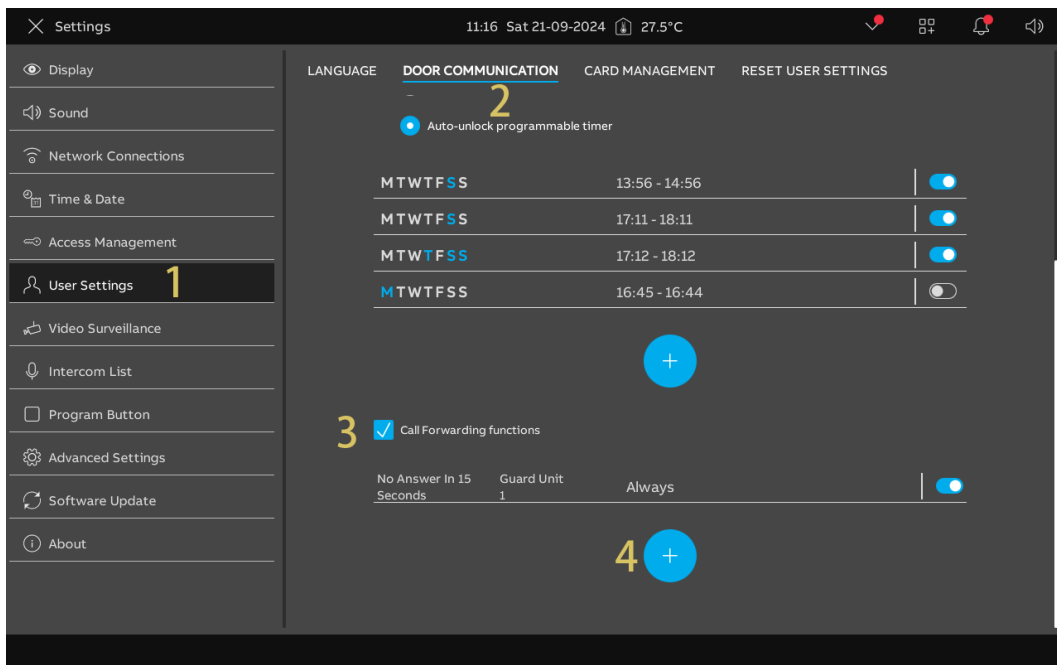 Settings
11:16 Sat 21-09-2024 27.5°C
Display
Sound
Network Connections
Time & Date
Access Management
User Settings
1
Video Surveillance
Intercom List
Program Button
Advanced Settings
Software Update
About
LANGUAGE DOOR COMMUNICATION CARD MANAGEMENT RESET USER SETTINGS
2
Auto-unlock programmable timer
MTWTFSS 13:56 - 14:56
MTWTFSS 17:11 - 18:11
MTWTFSS 17:12 - 18:12
MTWTFSS 16:45 - 16:44
+
3 Call Forwarding functions
No Answer In 15 Seconds
Guard Unit 1
Always
4 +